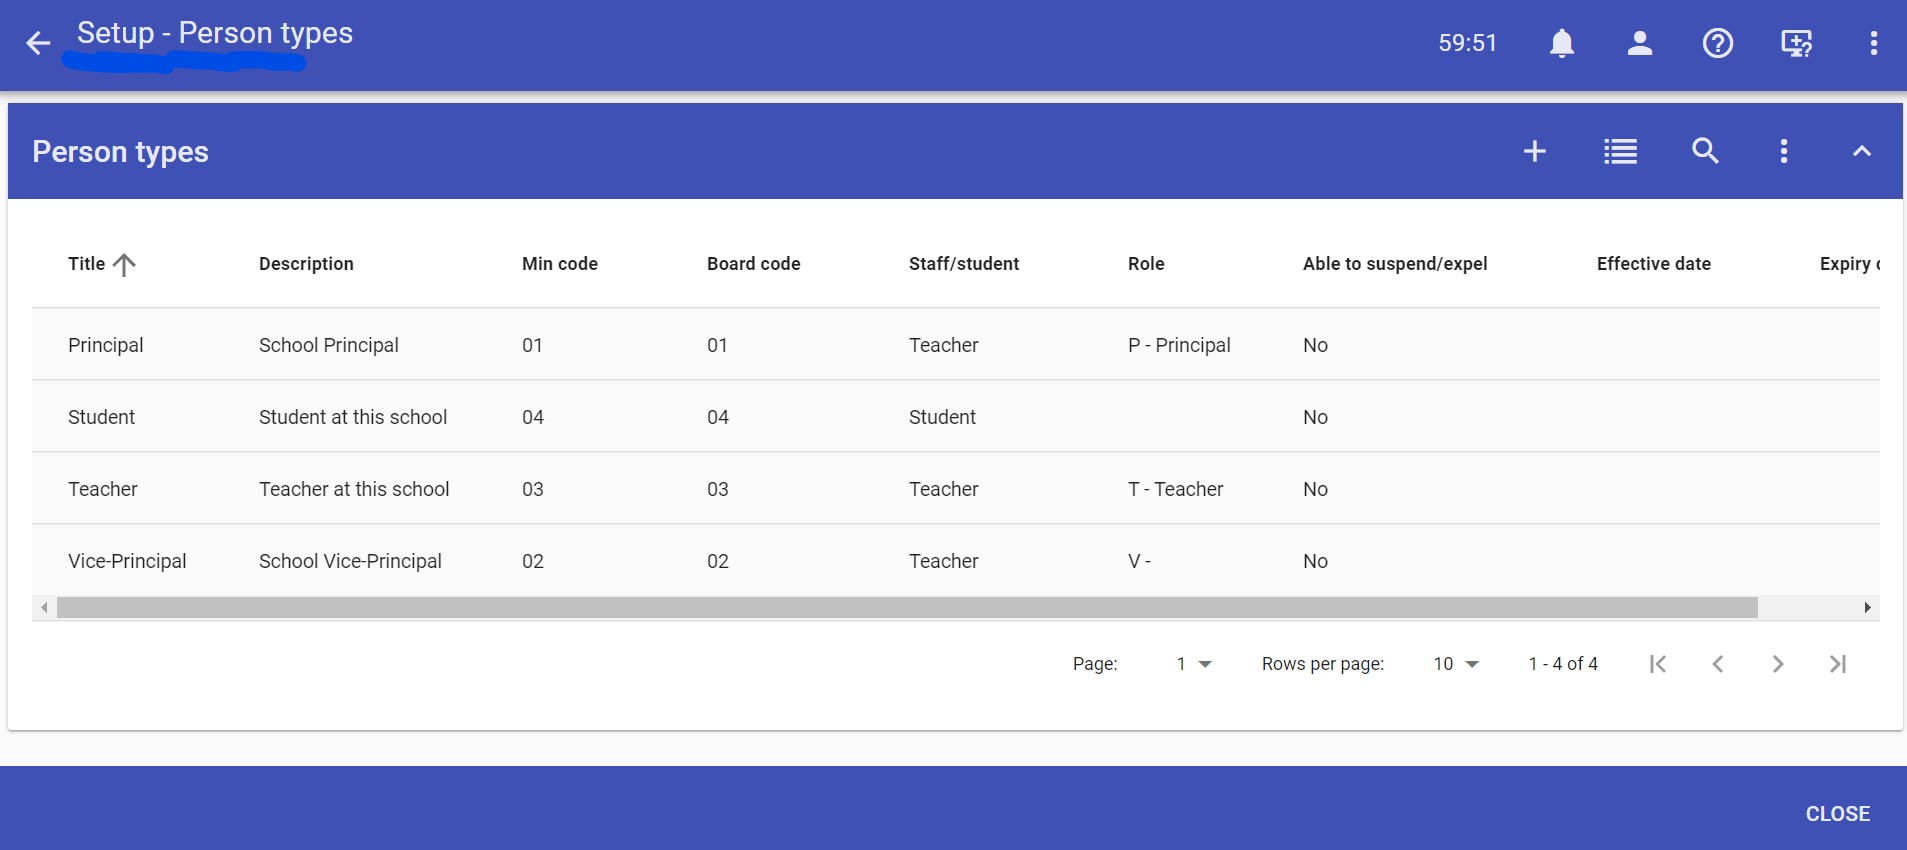 Setup - Person types
59:51
Person types
Title Description Min code Board code Staff/student Role Able to suspend/expel Effective date Expiry
Principal School Principal 01 01 Teacher P - Principal No
Student Student at this school 04 04 Student No
Teacher Teacher at this school 03 03 Teacher T - Teacher No
Vice-Principal School Vice-Principal 02 02 Teacher V - No
Page: 1 Rows per page: 10 1 - 4 of 4
CLOSE